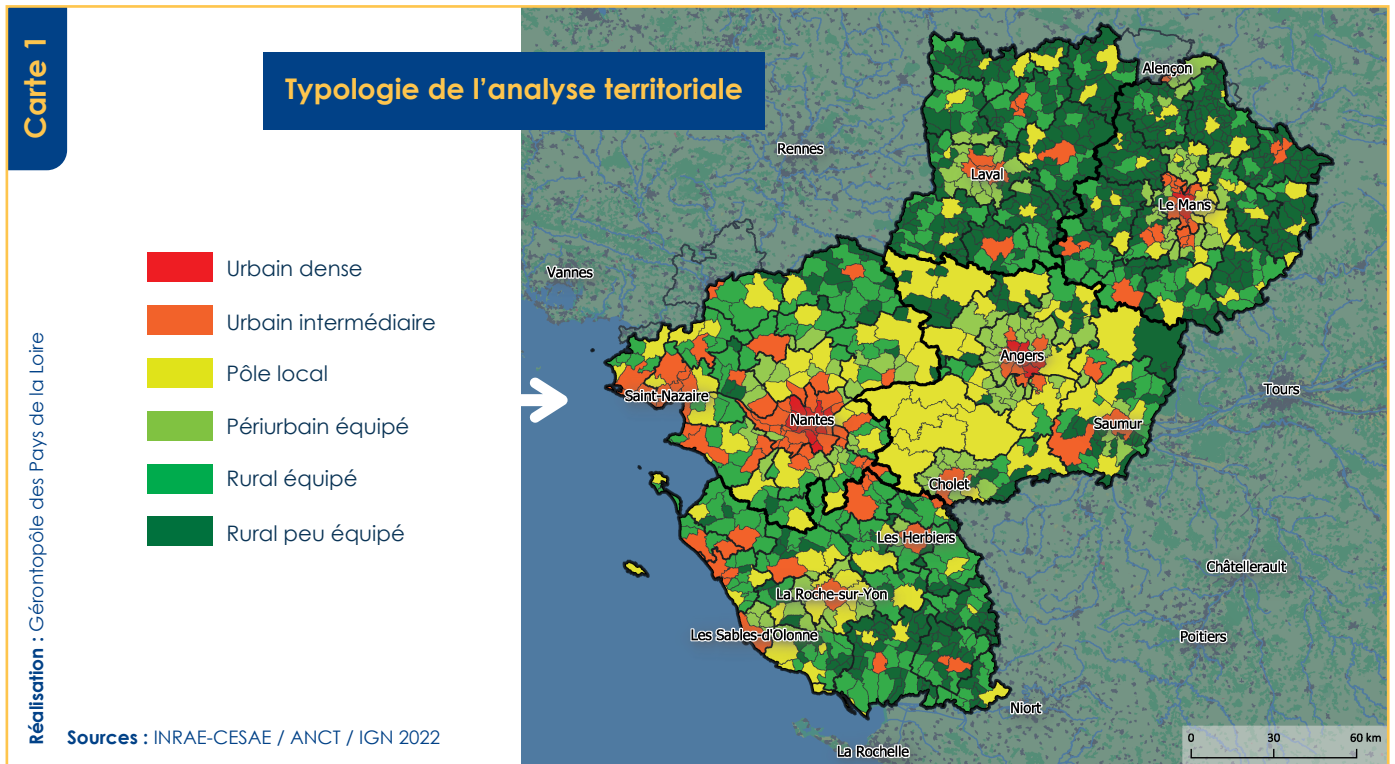 Carte 1
Typologie de l'analyse territoriale
Urbain dense
Urbain intermédiaire
Pôle local
Périurbain équipé
Rural équipé
Rural peu équipé
Réalisation : Gérontopôle des Pays de la Loire
Sources : INRAE-CESAE / ANCT / IGN 2022
Alençon
Rennes
Laval
Le Mans
Vannes
Angers
Saint-Nazaire
Tours
Nantes
Saumur
Cholet
Les Herbiers
Châtellerault
La Roche-sur-Yon
Les Sables-d'Olonne
Poitiers
Niort
La Rochelle
0 30 60 km